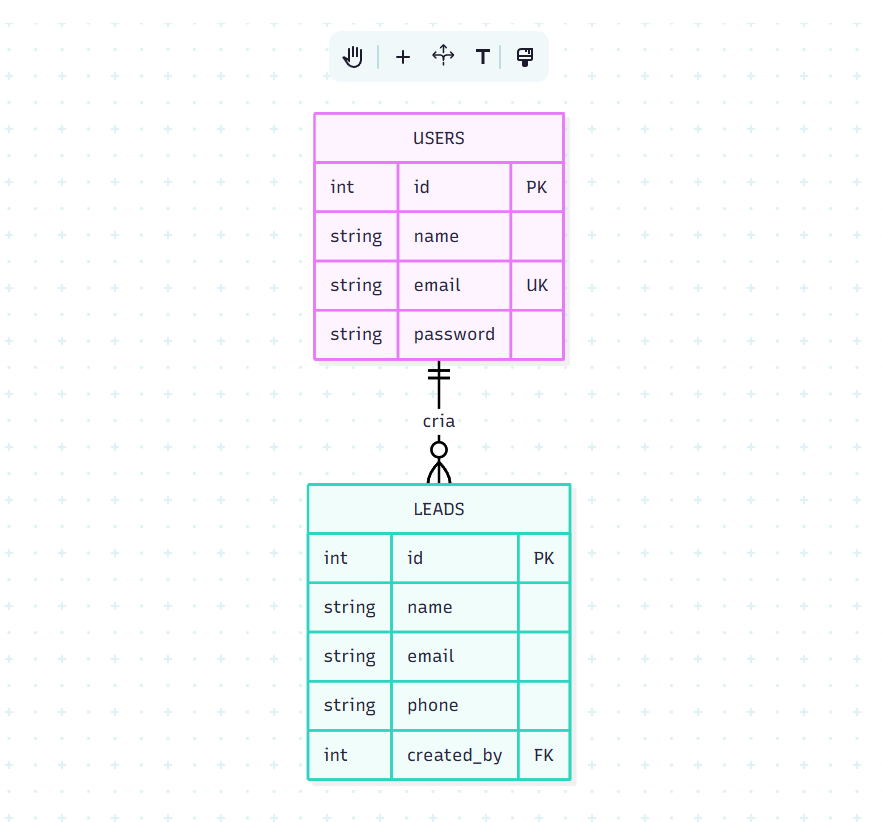 T
USERS
int id PK
string name
string email UK
string password
cria
LEADS
int id PK
string name
string email
string phone
int created_by FK